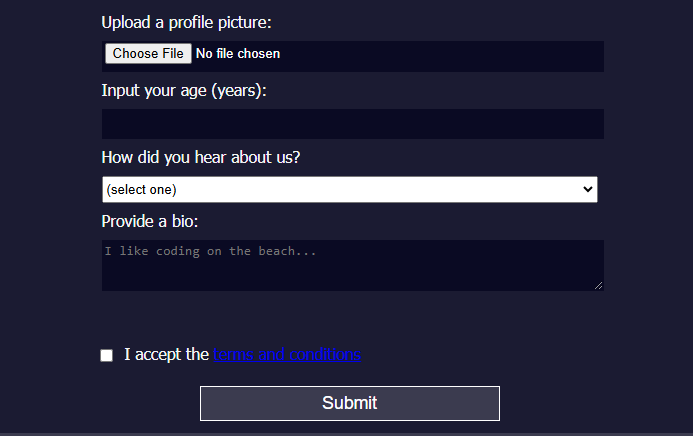 Upload a profile picture:
Choose File No file chosen
Input your age (years):
How did you hear about us?
(select one)
Provide a bio:
I like coding on the beach...
I accept the terms and conditions
Submit